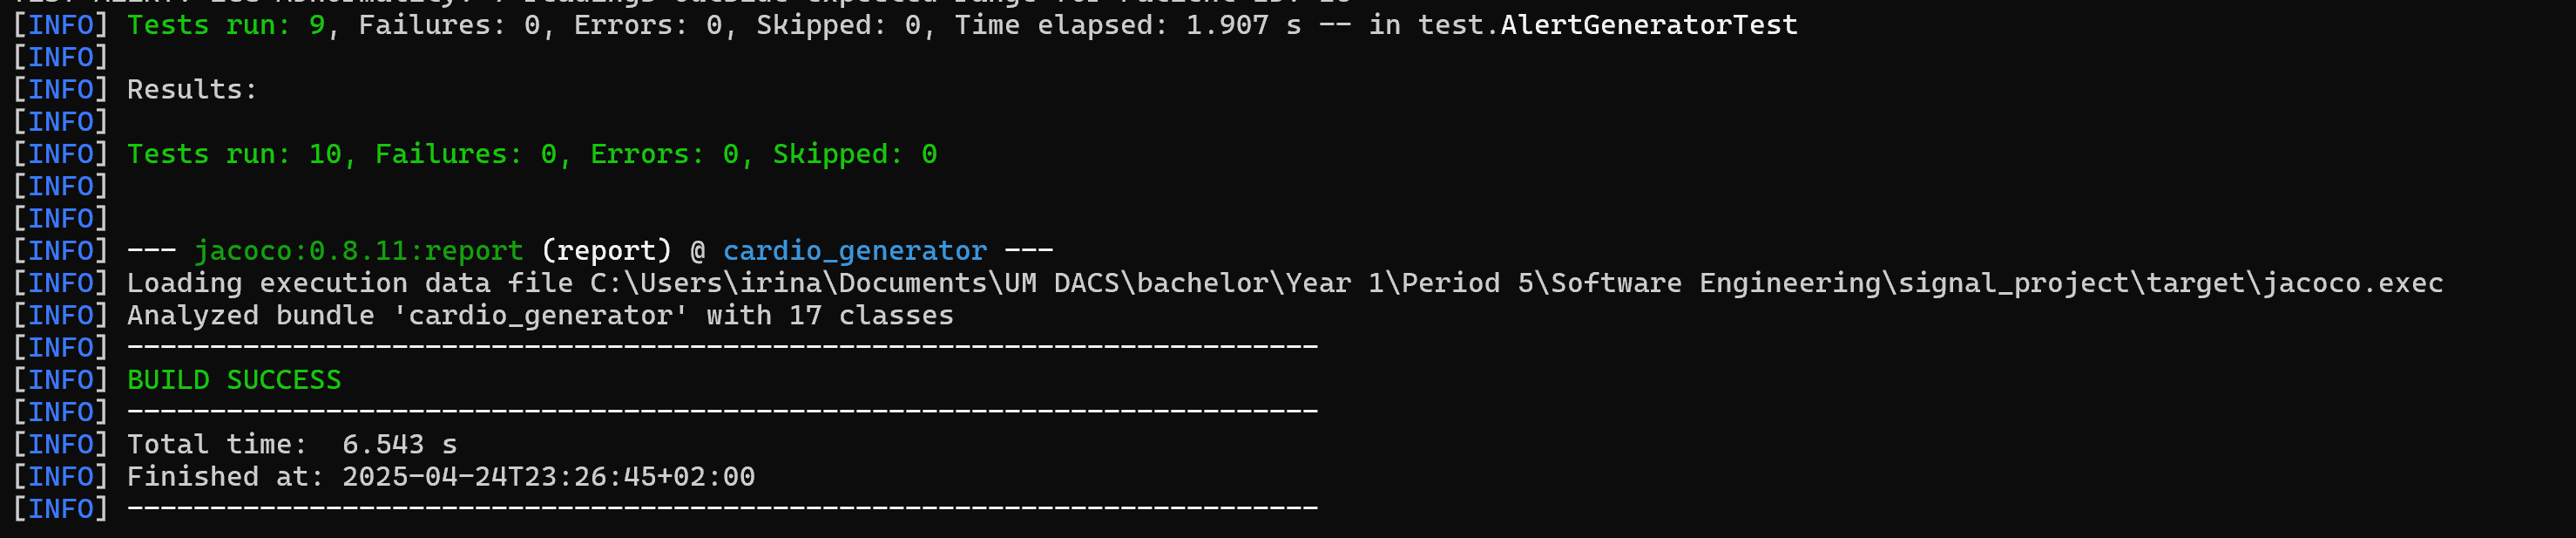 [INFO] Tests run: 9, Failures: 0, Errors: 0, Skipped: 0, Time elapsed: 1.907 s -- in test.AlertGeneratorTest
[INFO]
[INFO] Results:
[INFO]
[INFO] Tests run: 10, Failures: 0, Errors: 0, Skipped: 0
[INFO]
[INFO]
[INFO] --- jacoco:0.8.11:report (report) @ cardio_generator ---
[INFO] Loading execution data file C:\Users\irina\Documents\UM DACS\bachelor\Year 1\Period 5\Software Engineering\signal_project\target\jacoco.exec
[INFO] Analyzed bundle 'cardio_generator' with 17 classes
[INFO] ------------------------------------------------------------------------
[INFO] BUILD SUCCESS
[INFO] ------------------------------------------------------------------------
[INFO] Total time:  6.543 s
[INFO] Finished at: 2025-04-24T23:26:45+02:00
[INFO] ------------------------------------------------------------------------